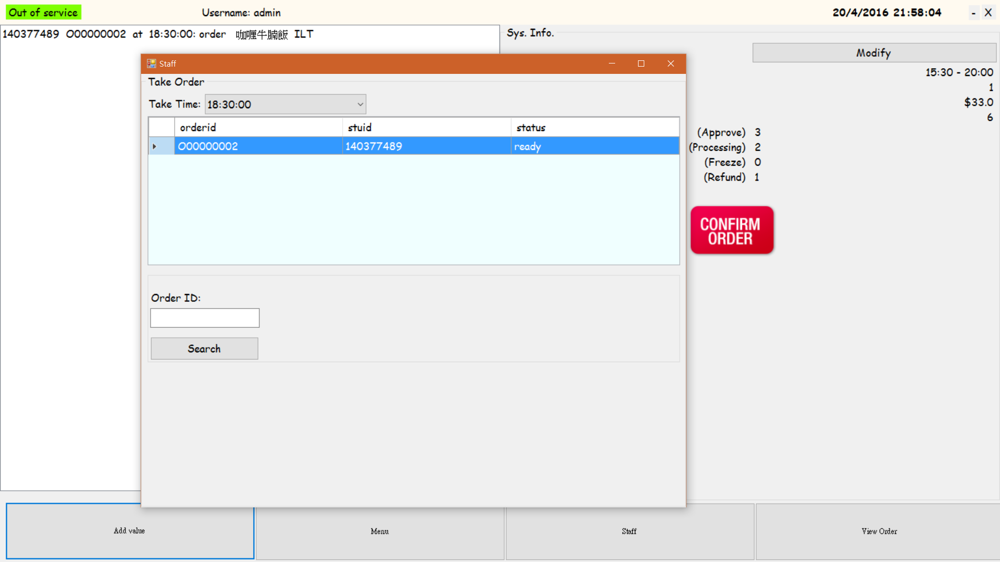 Out of service
Username: admin
20/4/2016 21:58:04
- X
140377489 O00000002 at 18:30:00: order 咖喱牛腩飯 ILT
Sys. Info.
Modify
15:30 - 20:00
1
$33.0
6
(Approve) 3
(Processing) 2
(Freeze) 0
(Refund) 1
CONFIRM
ORDER
Staff
Take Order
Take Time: 18:30:00
orderid stuid status
O00000002 140377489 ready
Order ID:
Search
Add value
Menu
Staff
View Order